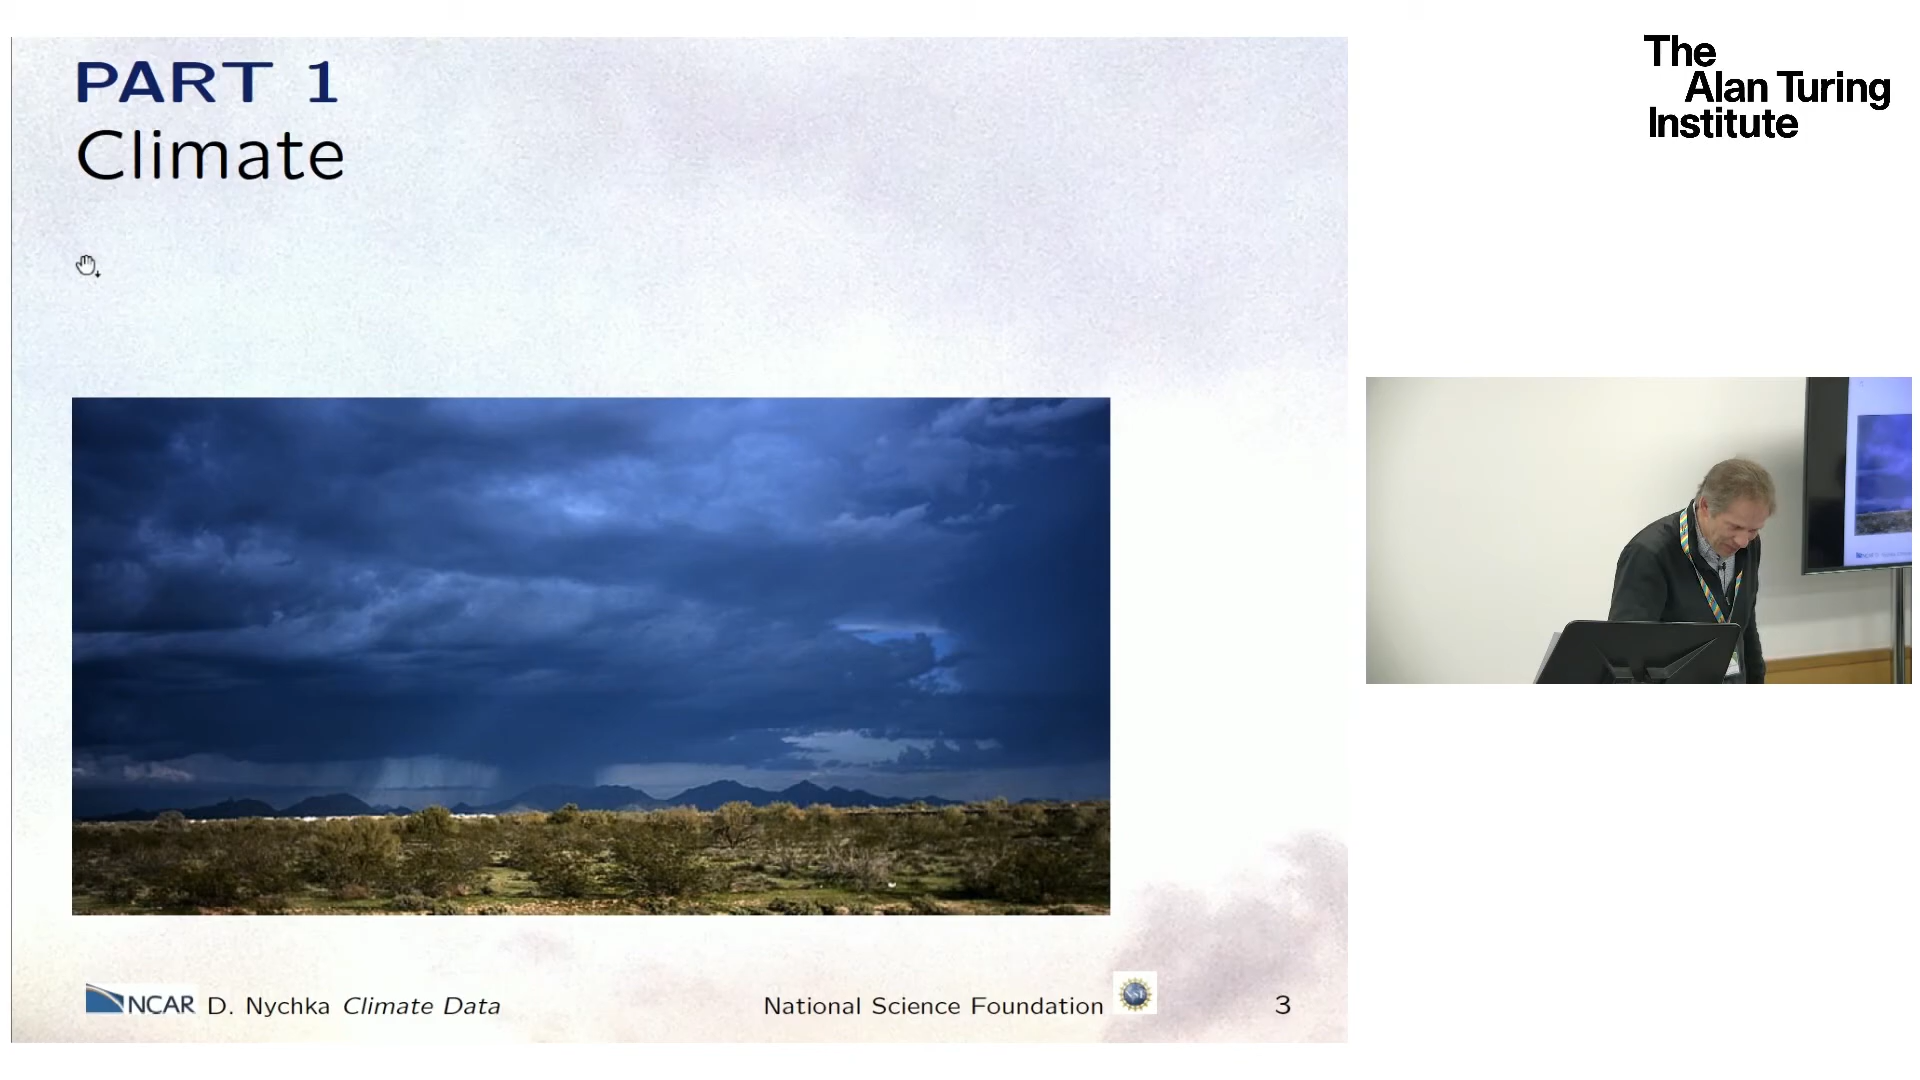 PART 1
Climate
NCAR D. Nychka Climate Data
National Science Foundation
3
The
Alan Turing
Institute